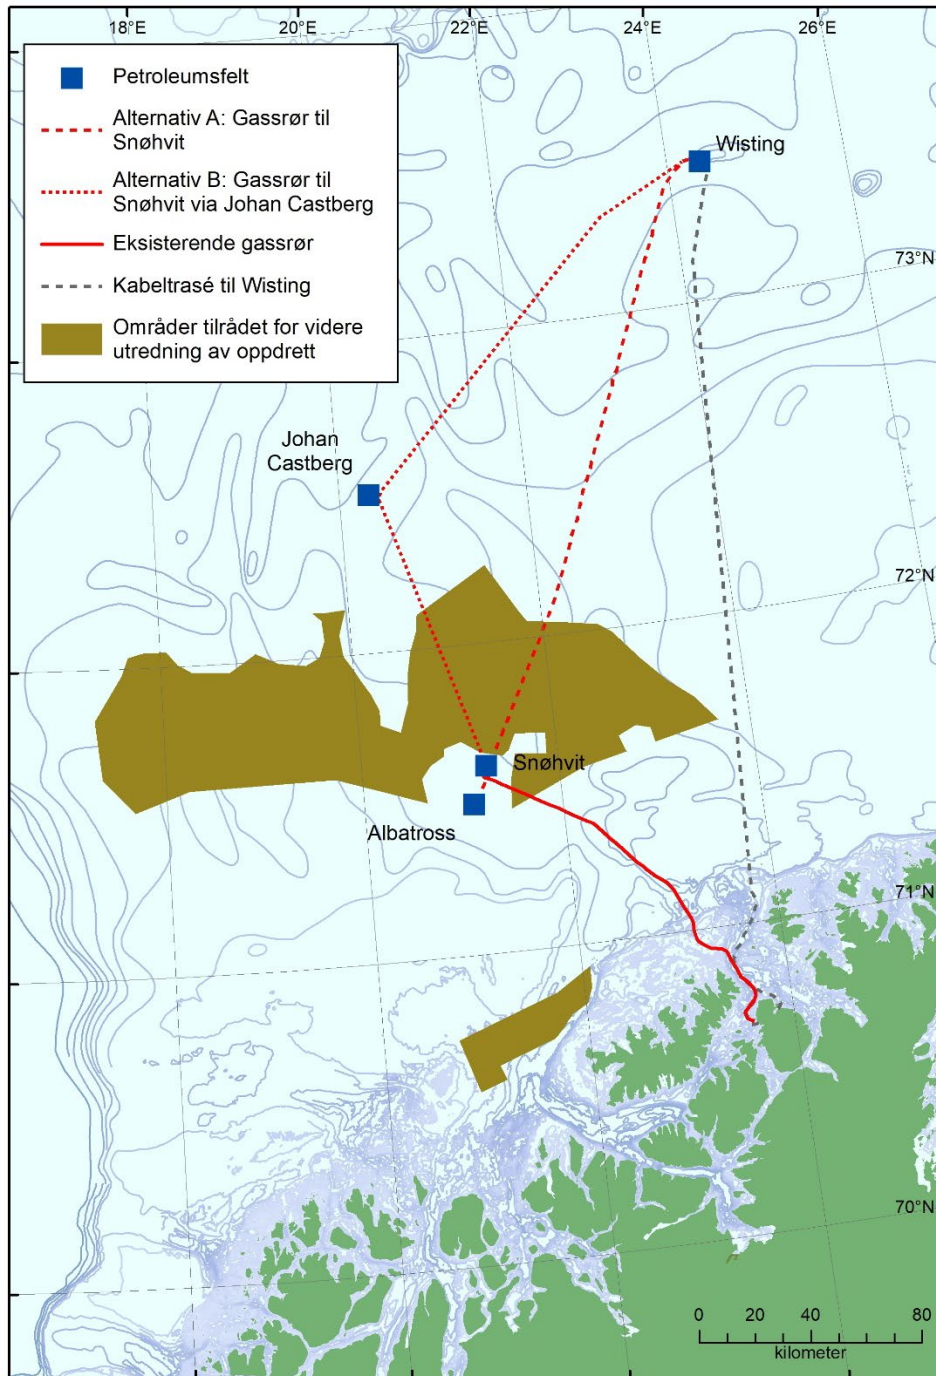 18°E
20°E
22°E
24°E
26°E
Petroleumsfelt
Alternativ A: Gassrør til
Snøhvit
Alternativ B: Gassrør til
Snøhvit via Johan Castberg
Eksisterende gassrør
Kabeltrasé til Wisting
Områder tilrådet for videre
utredning av oppdrett
Wisting
73°N
Johan
Castberg
72°N
Snøhvit
Albatross
71°N
70°N
0 20 40 80
kilometer